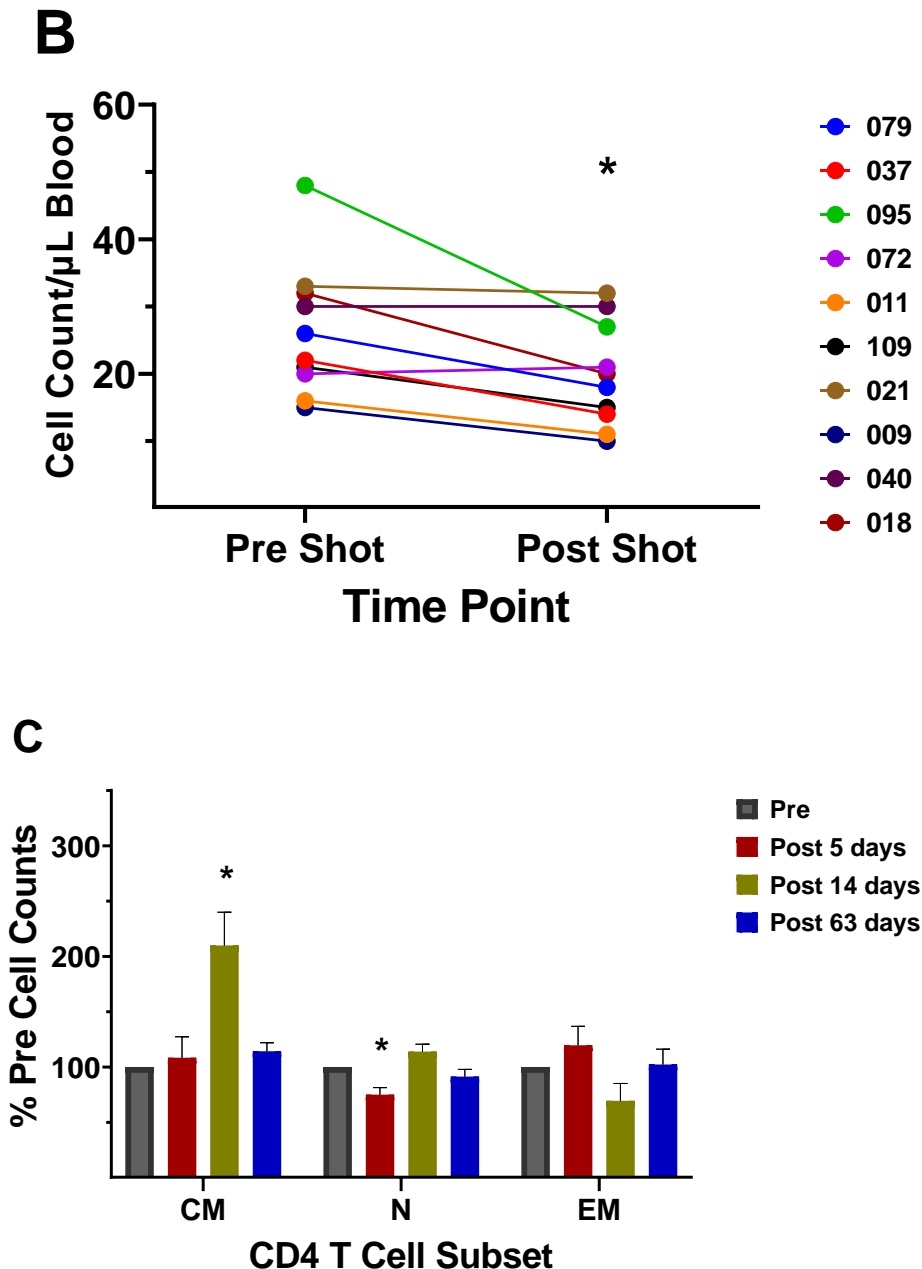 B
Cell Count/µL Blood
60
40
20
*
Pre Shot
Post Shot
Time Point
079
037
095
072
011
109
021
009
040
018
C
% Pre Cell Counts
300
200
100
*
*
CM
N
EM
CD4 T Cell Subset
Pre
Post 5 days
Post 14 days
Post 63 days